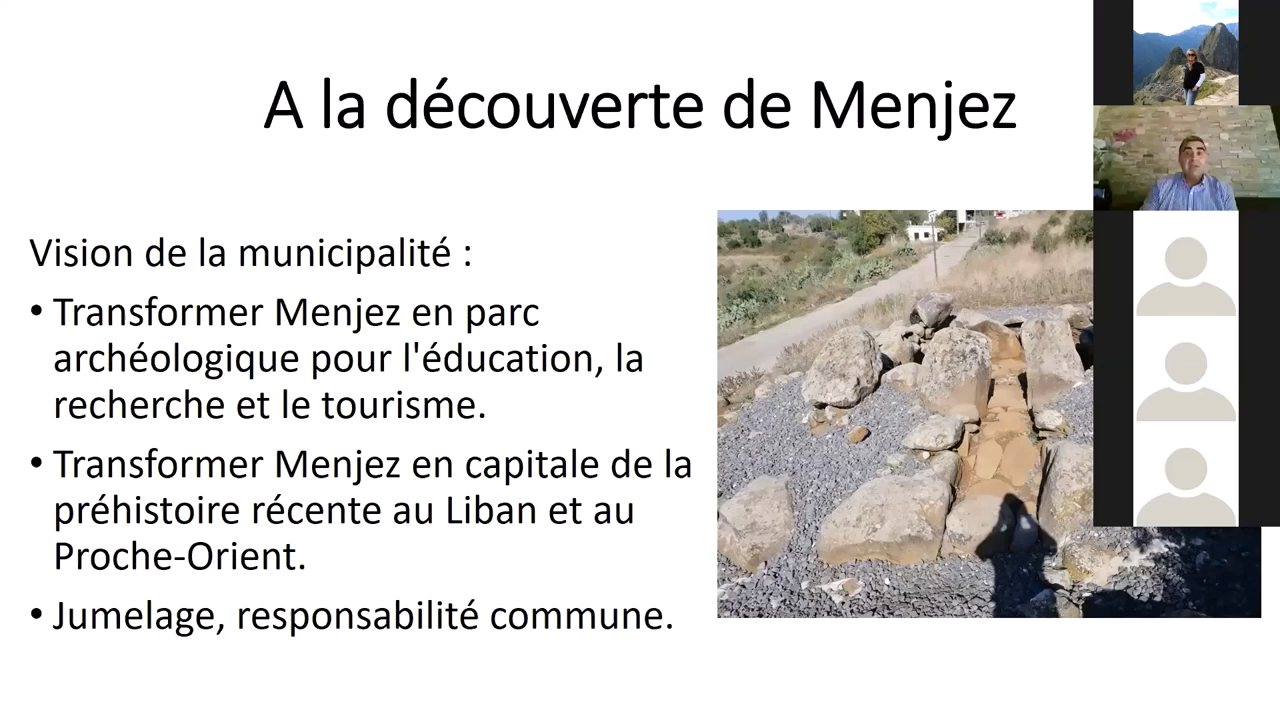 A la découverte de Menjez
Vision de la municipalité :
• Transformer Menjez en parc
archéologique pour l'éducation, la
recherche et le tourisme.
• Transformer Menjez en capitale de la
préhistoire récente au Liban et au
Proche-Orient.
• Jumelage, responsabilité commune.